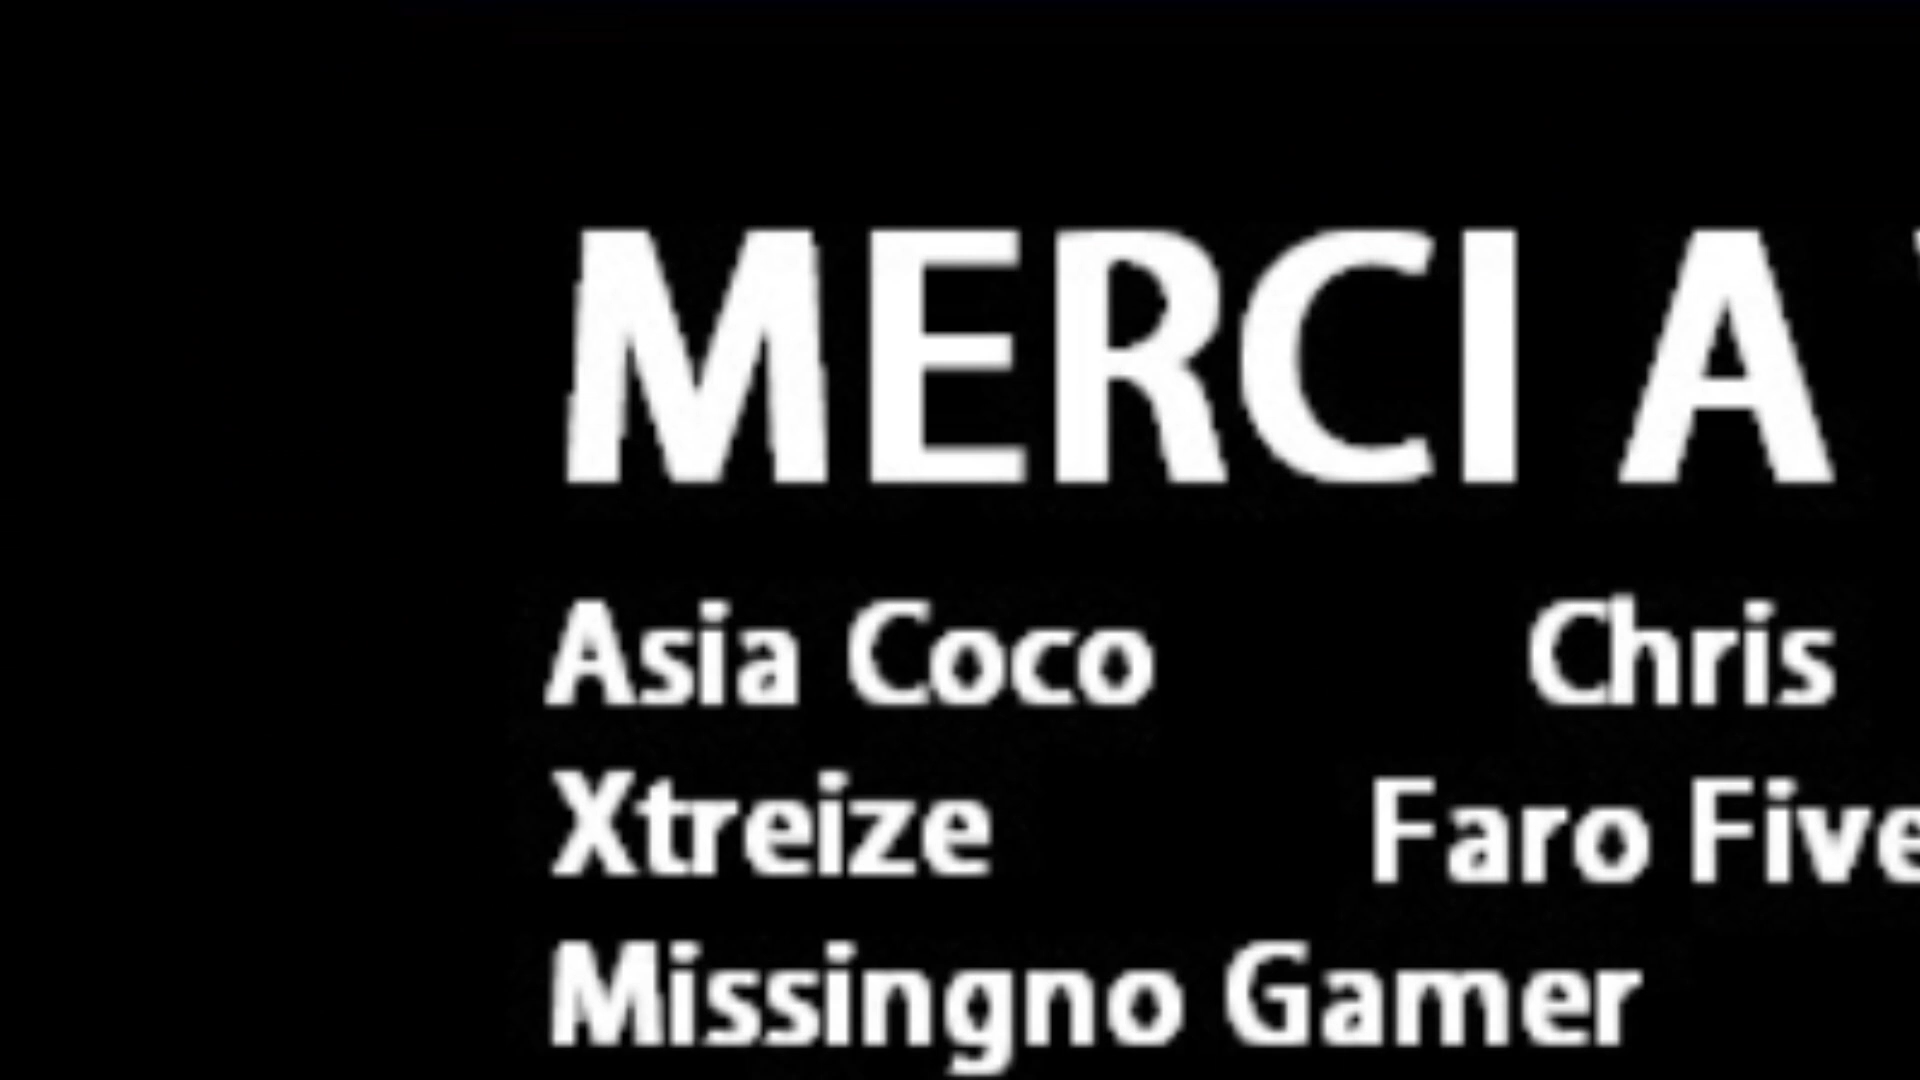 MERCI A
Asia Coco Chris
Xtreize Faro Five
Missingno Gamer